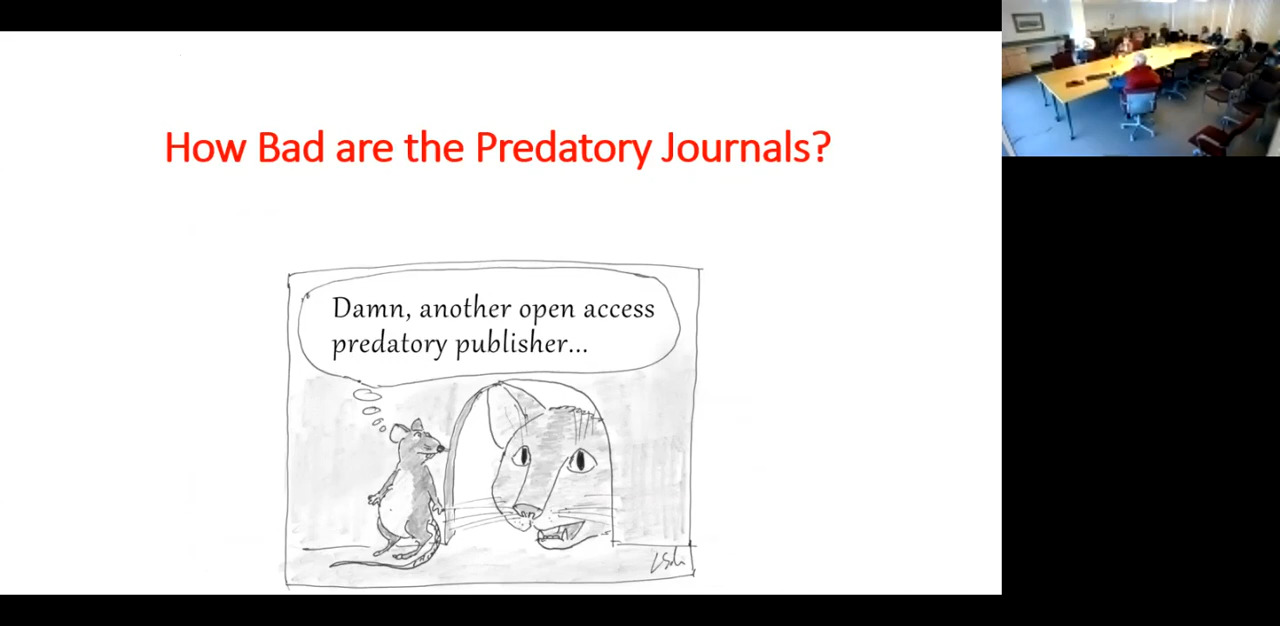 How Bad are the Predatory Journals?
Damn, another open access
predatory publisher...